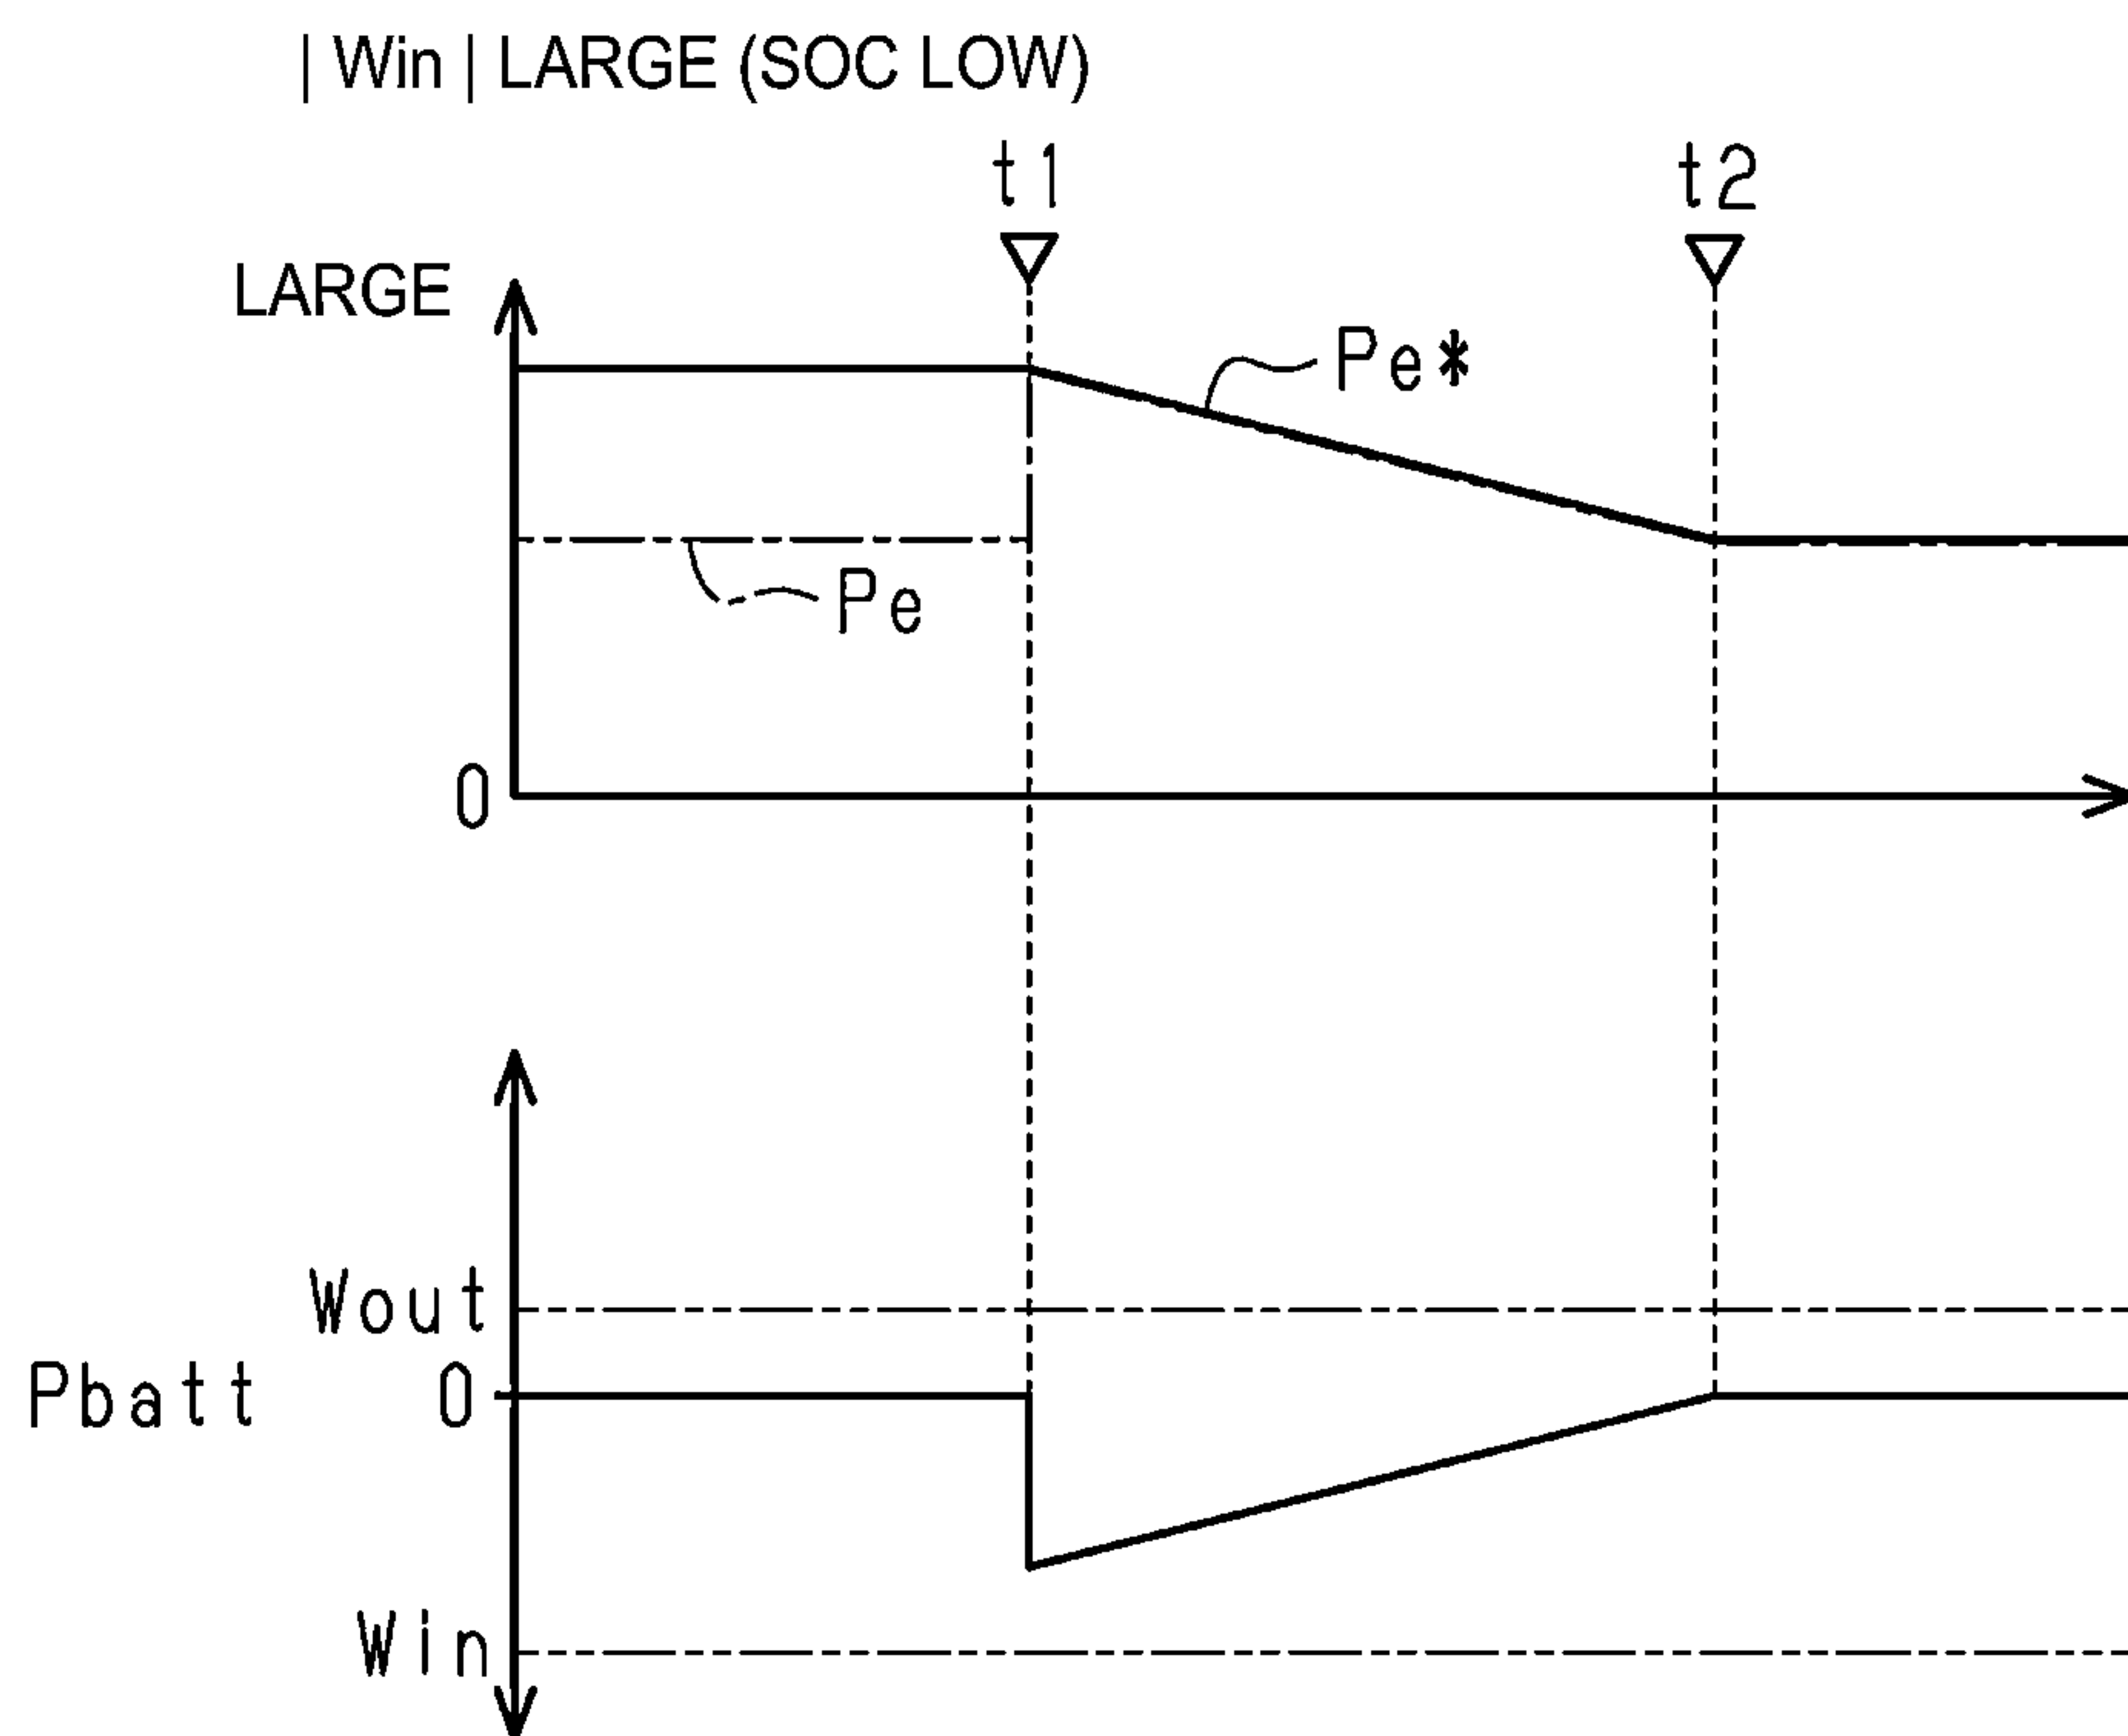 | Win | LARGE (SOC LOW)
t1 t2
LARGE
Pe*
Pe
0
Wout
Pbatt 0
Win